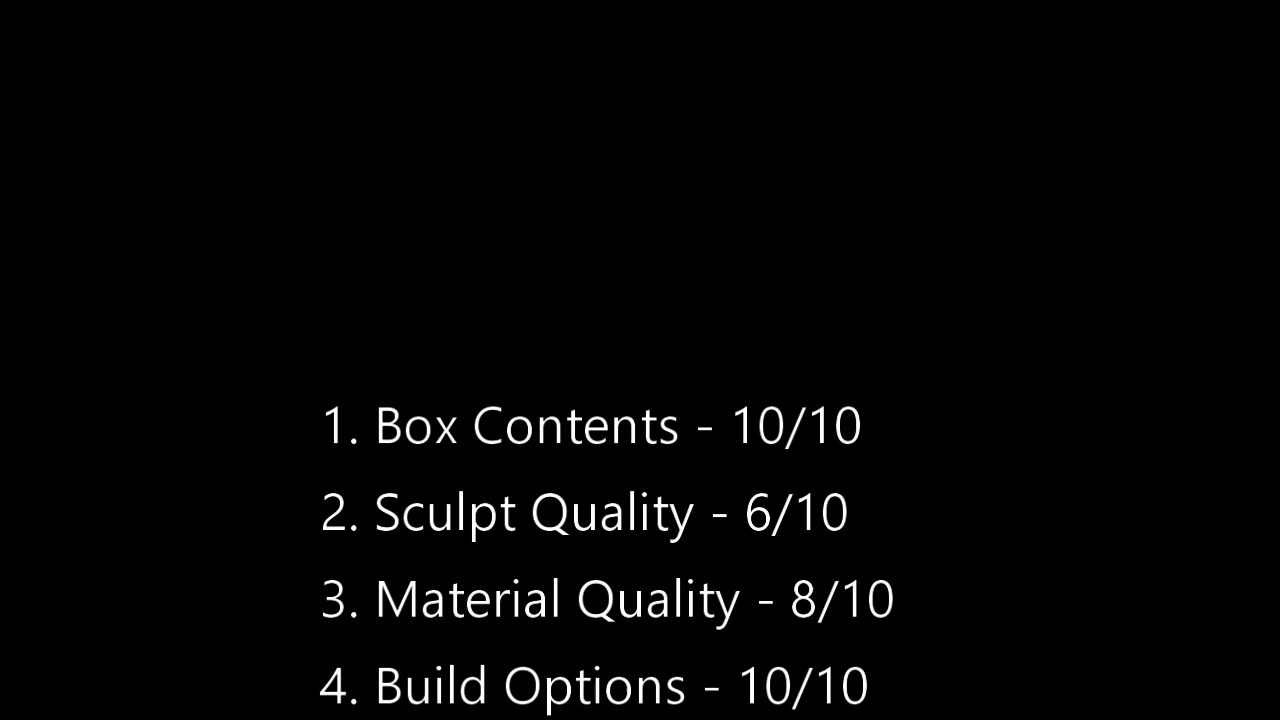 1. Box Contents - 10/10
2. Sculpt Quality - 6/10
3. Material Quality - 8/10
4. Build Options - 10/10